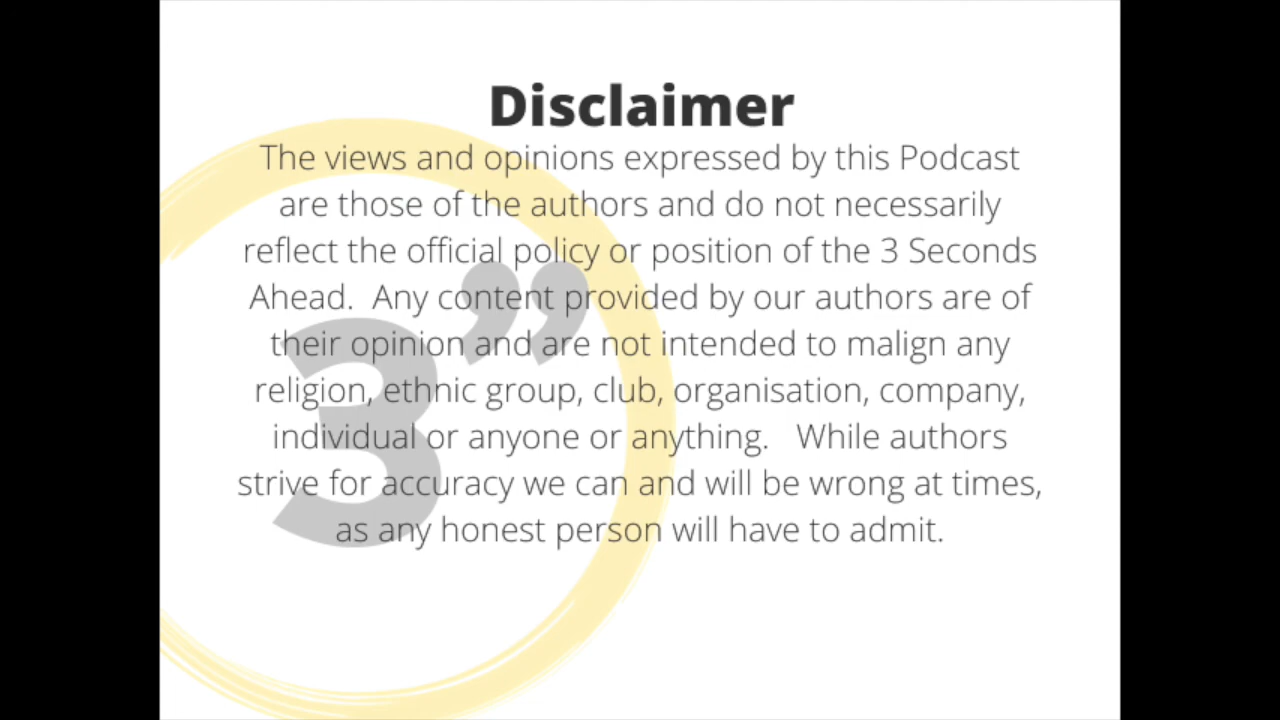 Disclaimer
The views and opinions expressed by this Podcast
are those of the authors and do not necessarily
reflect the official policy or position of the 3 Seconds
Ahead.  Any content provided by our authors are of
their opinion and are not intended to malign any
religion, ethnic group, club, organisation, company,
individual or anyone or anything.   While authors
strive for accuracy we can and will be wrong at times,
as any honest person will have to admit.
3”